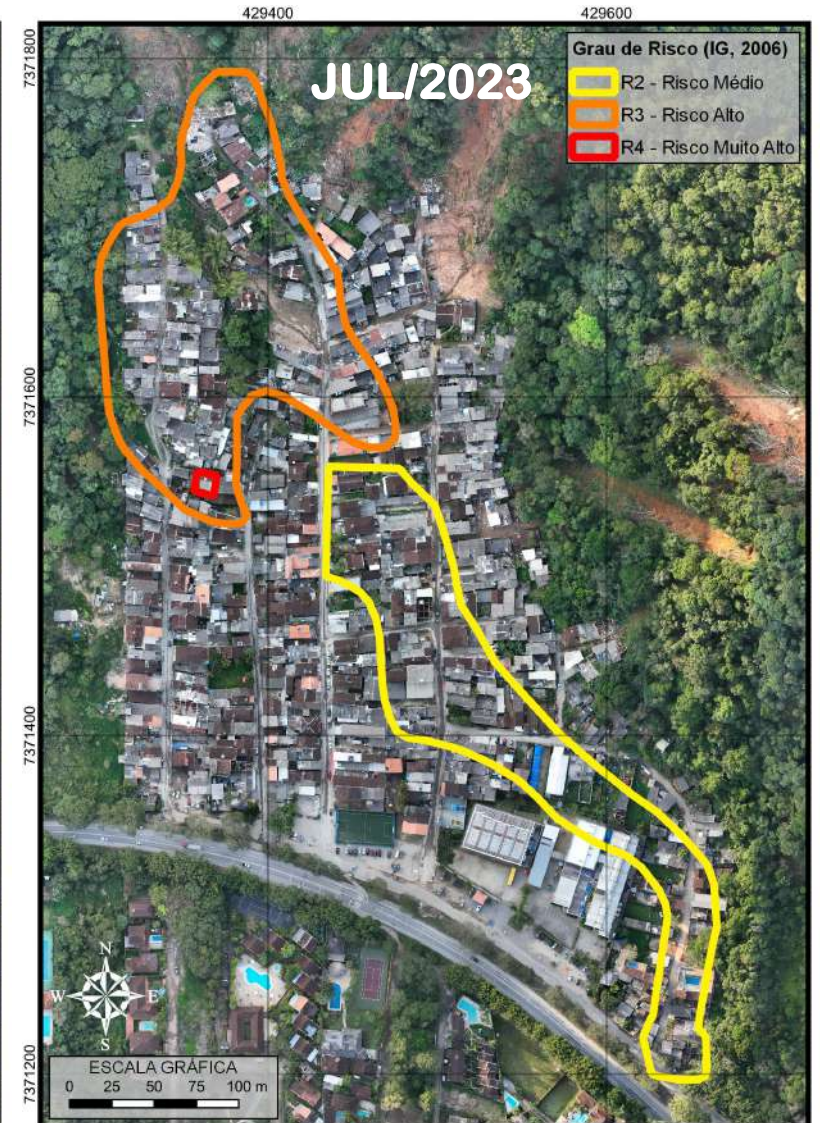 429400
429600
7371800
JUL/2023
Grau de Risco (IG, 2006)
R2 - Risco Médio
R3 - Risco Alto
R4 - Risco Muito Alto
7371600
7371400
N
W
E
S
7371200
ESCALA GRÁFICA
0 25 50 75 100 m